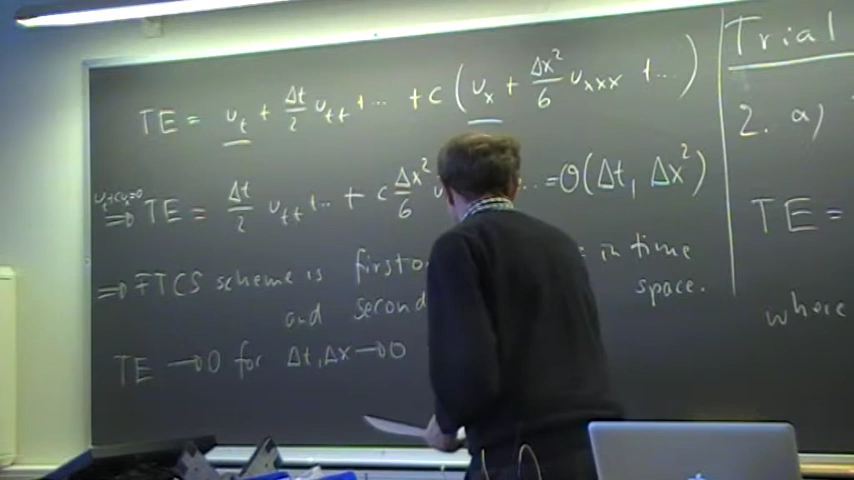 TE = u_t + Δt/2 u_tt + ... + c (u_x + Δx²/6 u_xxx + ...)
u_t+cu_x=0
⇒ TE = Δt/2 u_tt + ... + c Δx²/6 u ... = O(Δt, Δx²)
⇒ FTCS scheme is first in time
and second space.
TE → 0 for Δt, Δx → 0
Trial
2. a)
TE =
where